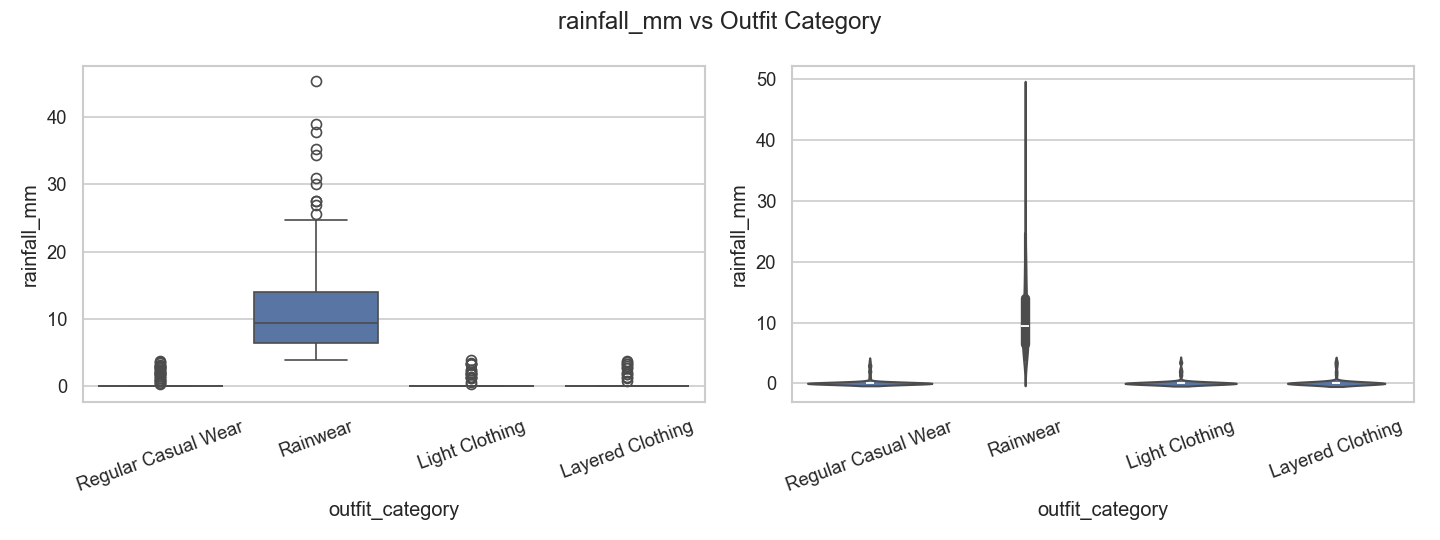 rainfall_mm vs Outfit Category
rainfall_mm
40
30
20
10
0
Regular Casual Wear
Rainwear
Light Clothing
Layered Clothing
outfit_category
rainfall_mm
50
40
30
20
10
0
Regular Casual Wear
Rainwear
Light Clothing
Layered Clothing
outfit_category